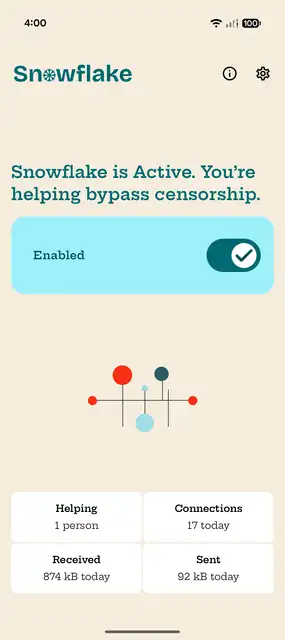 4:00
100
Snowflake
Snowflake is Active. You're
helping bypass censorship.
Enabled
Helping
1 person
Connections
17 today
Received
874 kB today
Sent
92 kB today